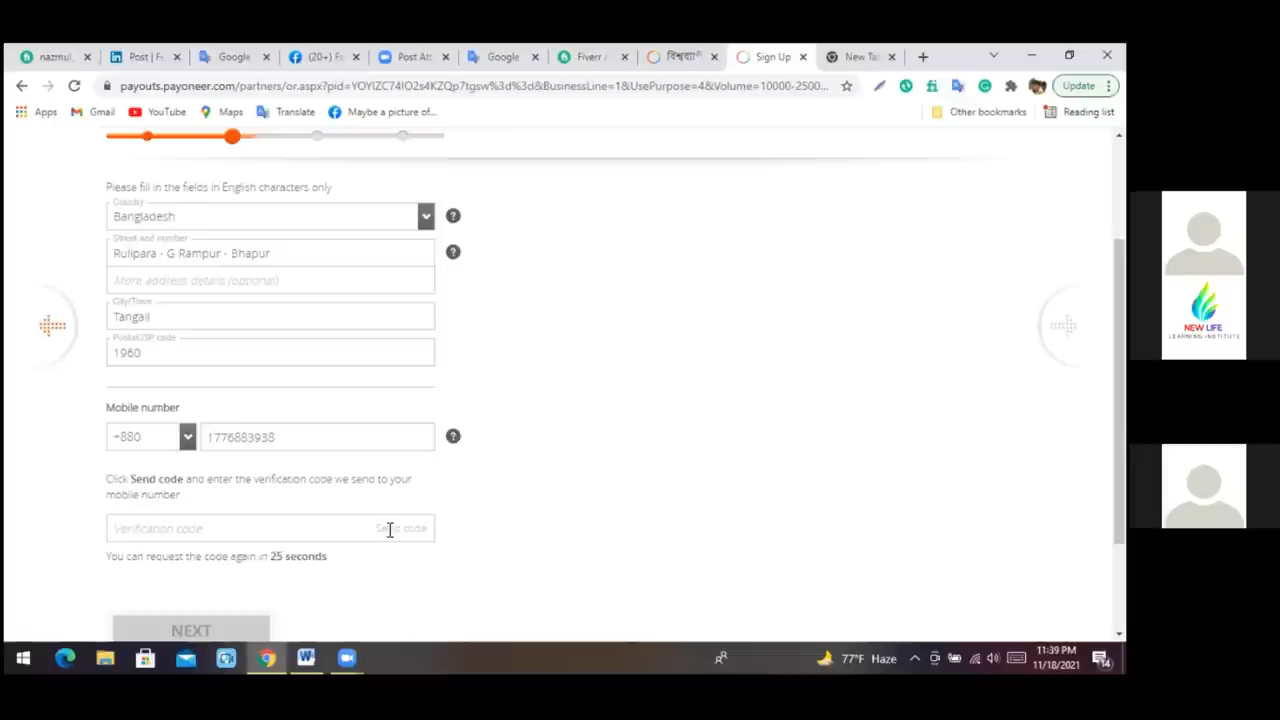 nazmul_
Post | F
Google
(20+) F
Post Att
Google
Fiverr /
বিশ্বব্যাপী
Sign Up
New Ta
payouts.payoneer.com/partners/or.aspx?pid=YOYIZC74IO2s4KZQp7tgsw%3d%3d&BusinessLine=1&UsePurpose=4&Volume=10000-2500...
Update
Apps
Gmail
YouTube
Maps
Translate
Maybe a picture of...
Other bookmarks
Reading list
Please fill in the fields in English characters only
Country
Bangladesh
Street and number
Rulipara - G Rampur - Bhapur
More address details (optional)
City/Town
Tangail
Postal/ZIP code
1960
Mobile number
+880
1776883938
Click Send code and enter the verification code we send to your
mobile number
Verification code
Send code
You can request the code again in 25 seconds
NEXT
NEW LIFE
LEARNING INSTITUTE
77°F Haze
11:39 PM
11/18/2021
14